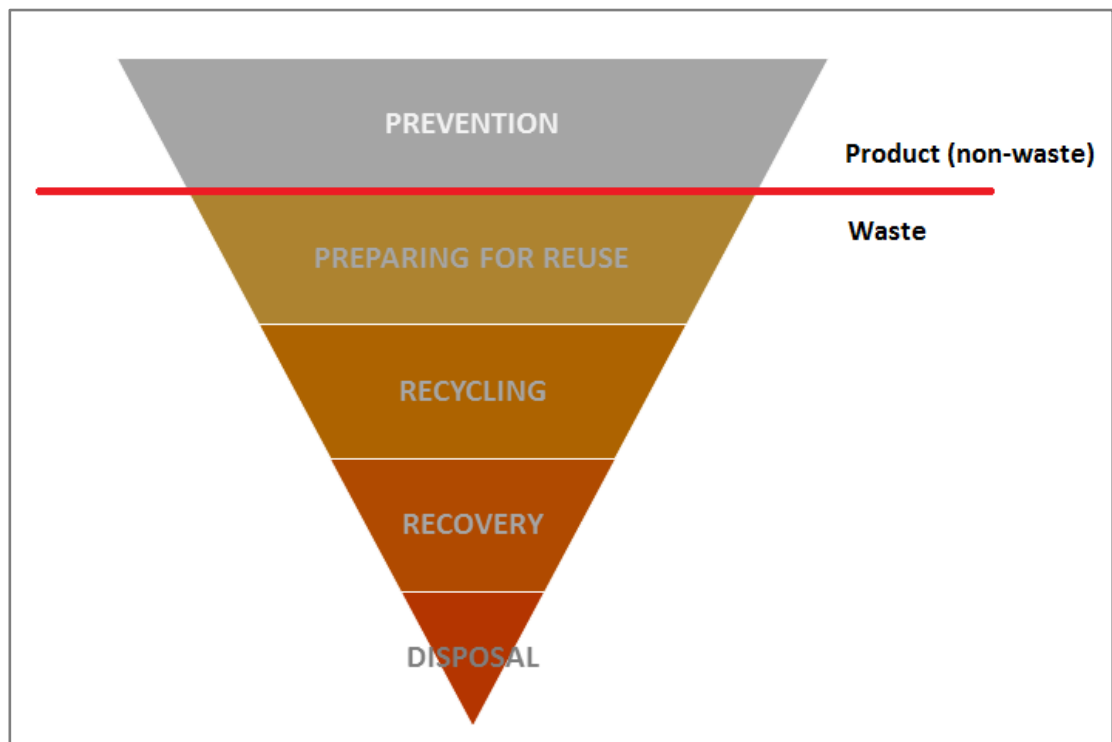 PREVENTION
Product (non-waste)
Waste
PREPARING FOR REUSE
RECYCLING
RECOVERY
DISPOSAL